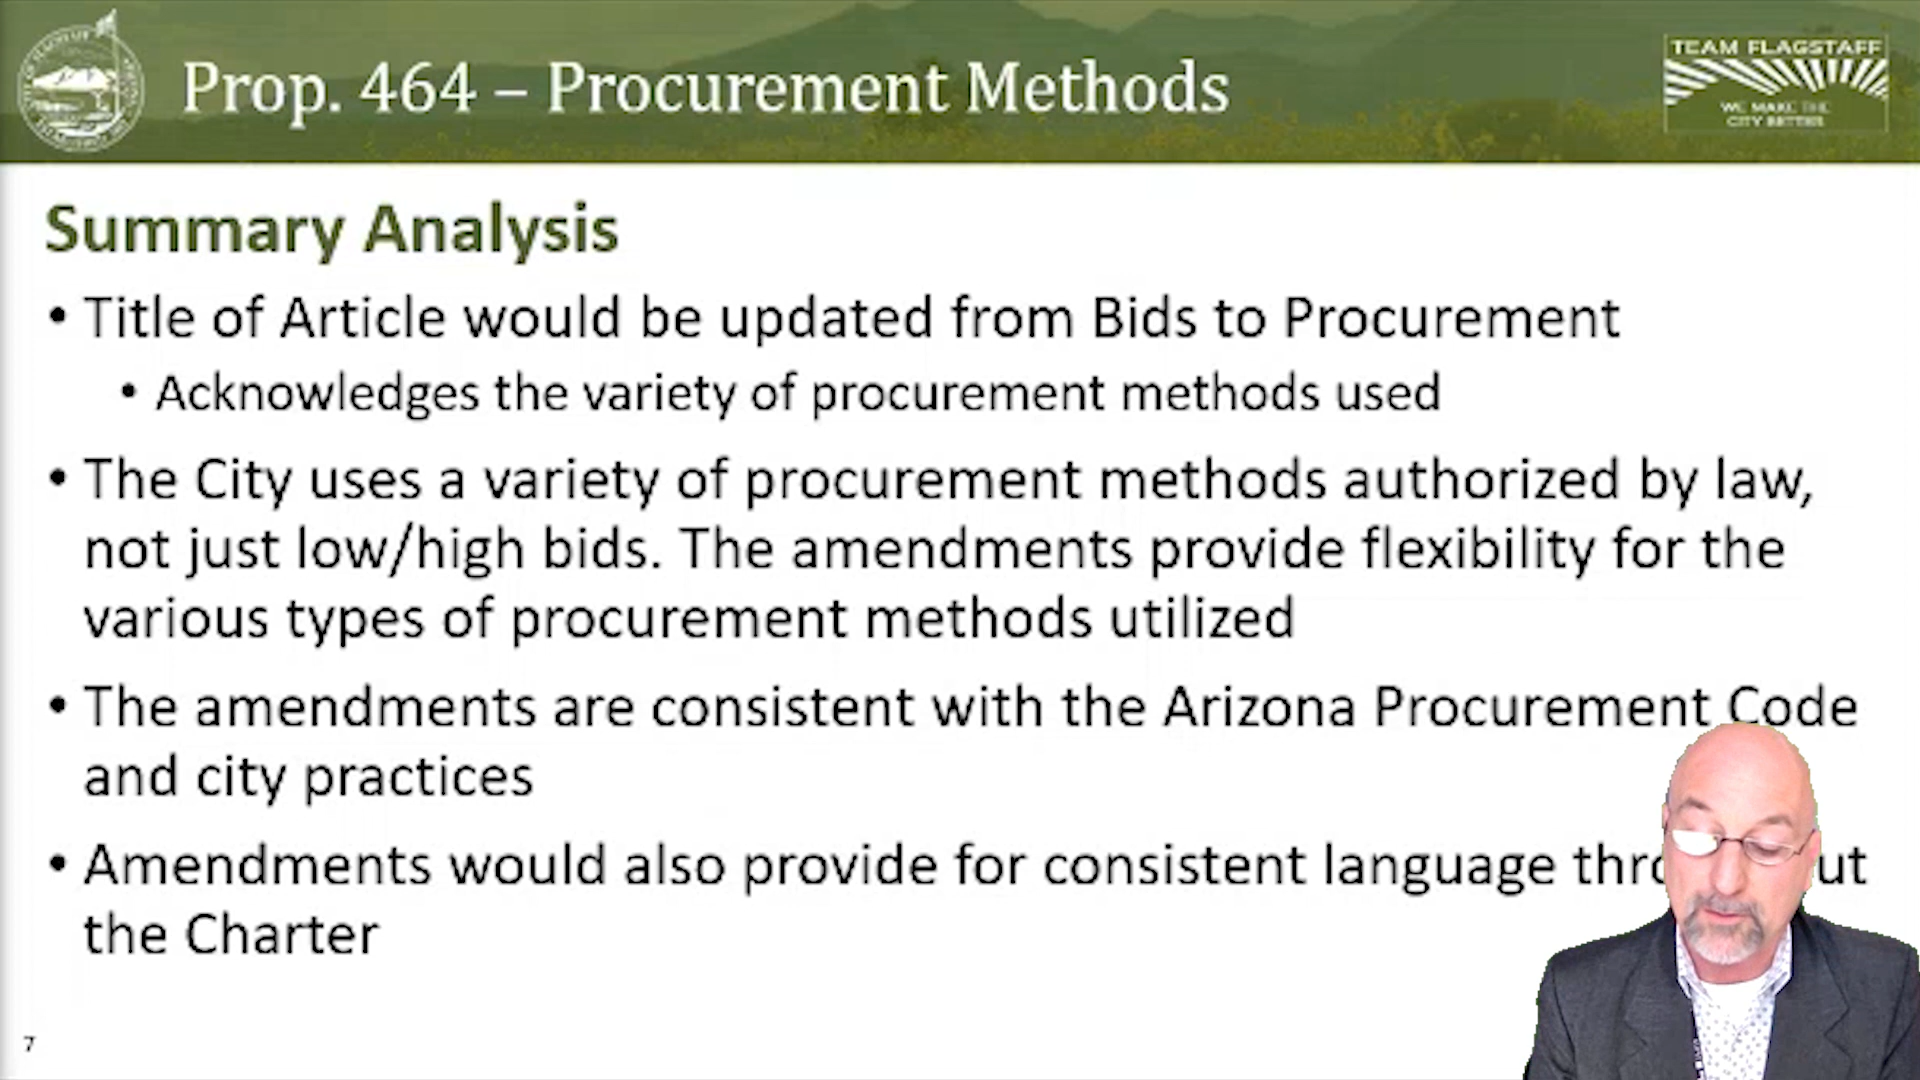 Prop. 464 – Procurement Methods
TEAM FLAGSTAFF
WE MAKE THE
CITY BETTER
Summary Analysis
• Title of Article would be updated from Bids to Procurement
• Acknowledges the variety of procurement methods used
• The City uses a variety of procurement methods authorized by law,
not just low/high bids. The amendments provide flexibility for the
various types of procurement methods utilized
• The amendments are consistent with the Arizona Procurement Code
and city practices
• Amendments would also provide for consistent language
the Charter
7